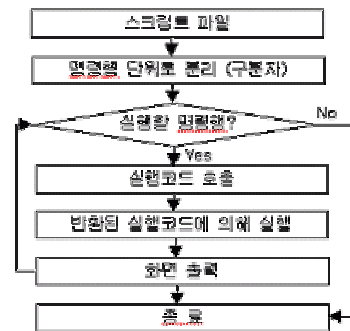 스크립트 파일
명령행 단위로 분리 (구분자)
실행할 명령행?
No
Yes
실행코드 호출
반환된 실행코드에 의해 실행
화면 출력
종 료